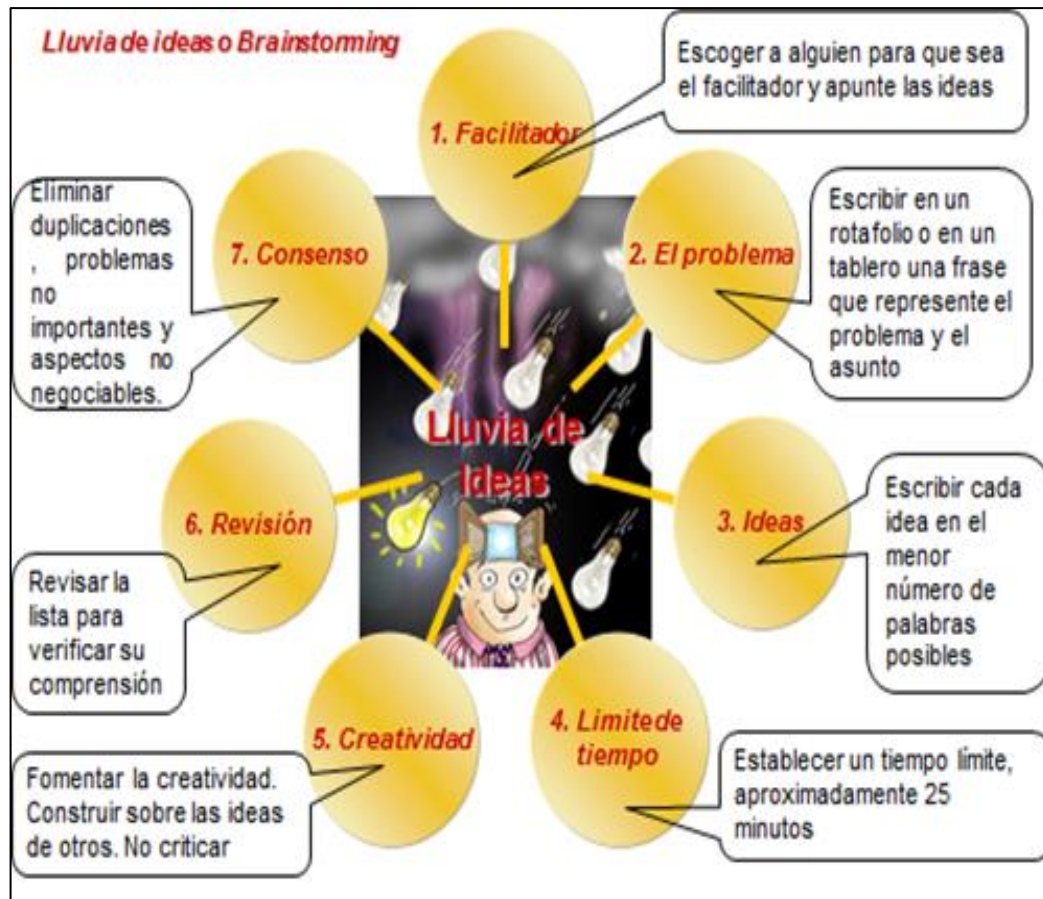 Lluvia de ideas o Brainstorming
1. Facilitador
Escoger a alguien para que sea
el facilitador y apunte las ideas
2. El problema
Escribir en un
rotafolio o en un
tablero una frase
que represente el
problema y el
asunto
3. Ideas
Escribir cada
idea en el
menor
número de
palabras
posibles
4. Limite de
tiempo
Establecer un tiempo límite,
aproximadamente 25
minutos
5. Creatividad
Fomentar la creatividad.
Construir sobre las ideas
de otros. No criticar
6. Revisión
Revisar la
lista para
verificar su
comprensión
7. Consenso
Eliminar
duplicaciones
, problemas
no
importantes y
aspectos no
negociables.
Lluvia de
Ideas